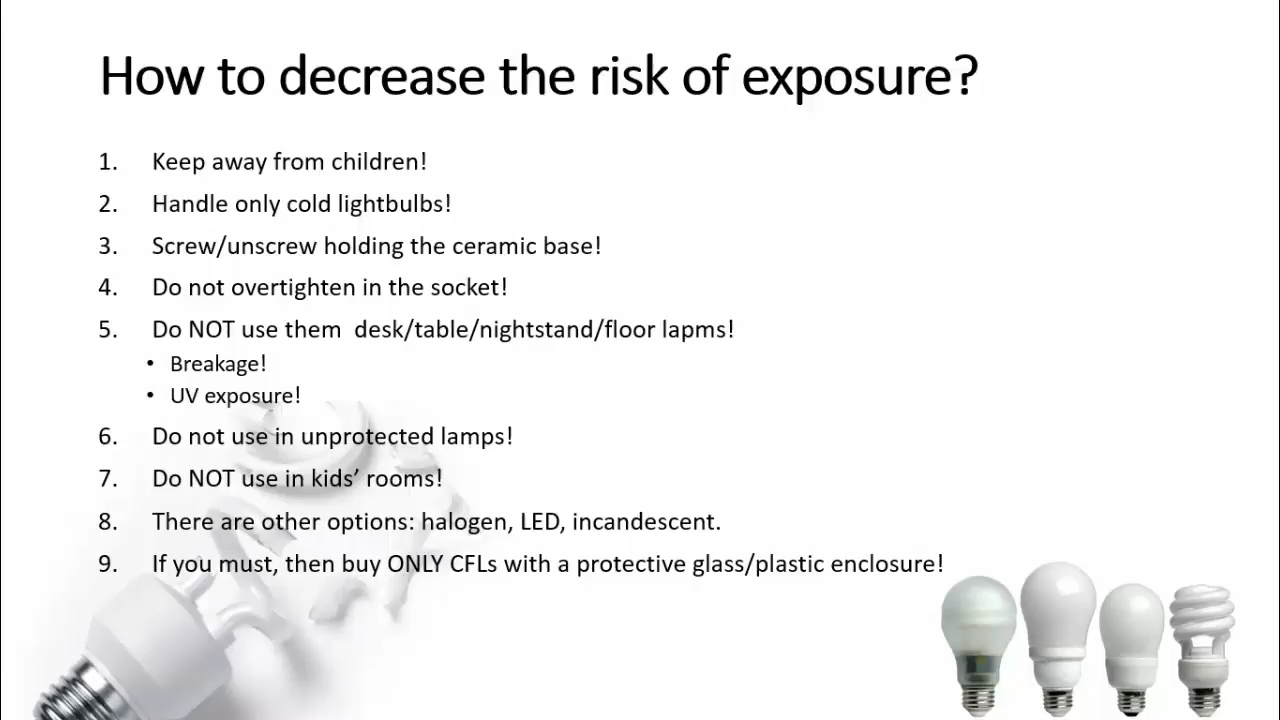 How to decrease the risk of exposure?
1. Keep away from children!
2. Handle only cold lightbulbs!
3. Screw/unscrew holding the ceramic base!
4. Do not overtighten in the socket!
5. Do NOT use them  desk/table/nightstand/floor lapms!
• Breakage!
• UV exposure!
6. Do not use in unprotected lamps!
7. Do NOT use in kids’ rooms!
8. There are other options: halogen, LED, incandescent.
9. If you must, then buy ONLY CFLs with a protective glass/plastic enclosure!